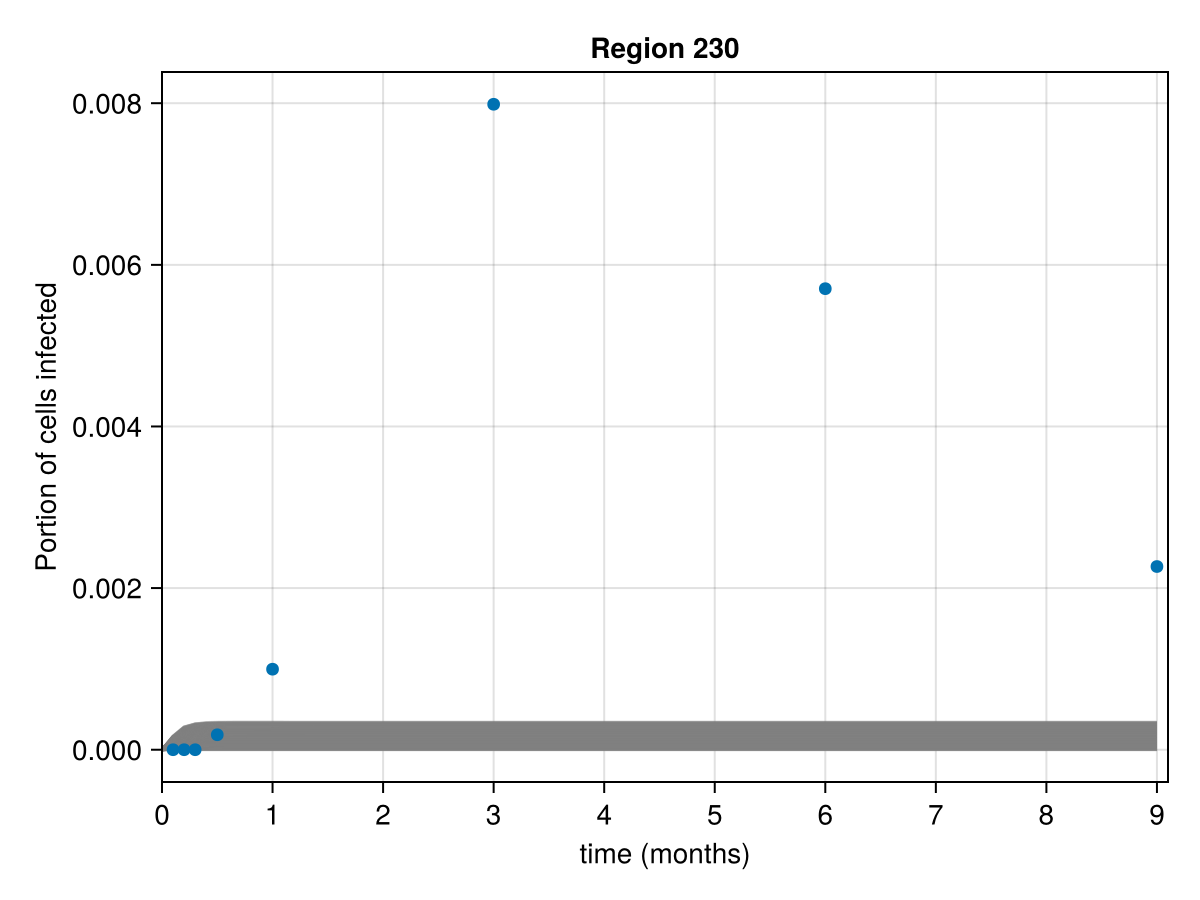 Region 230
Portion of cells infected
0.008
0.006
0.004
0.002
0.000
0 1 2 3 4 5 6 7 8 9
time (months)